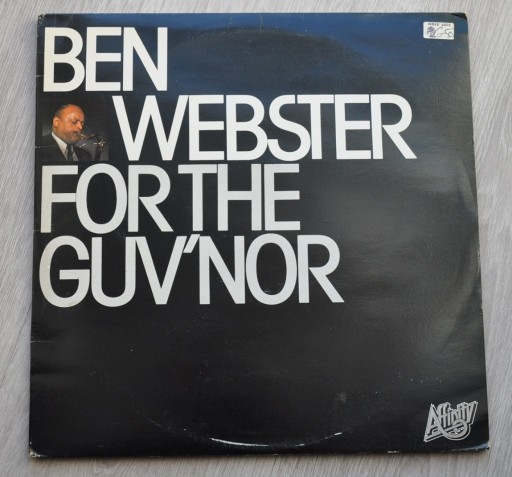 BEN
WEBSTER
FOR THE
GUV'NOR
Affinity